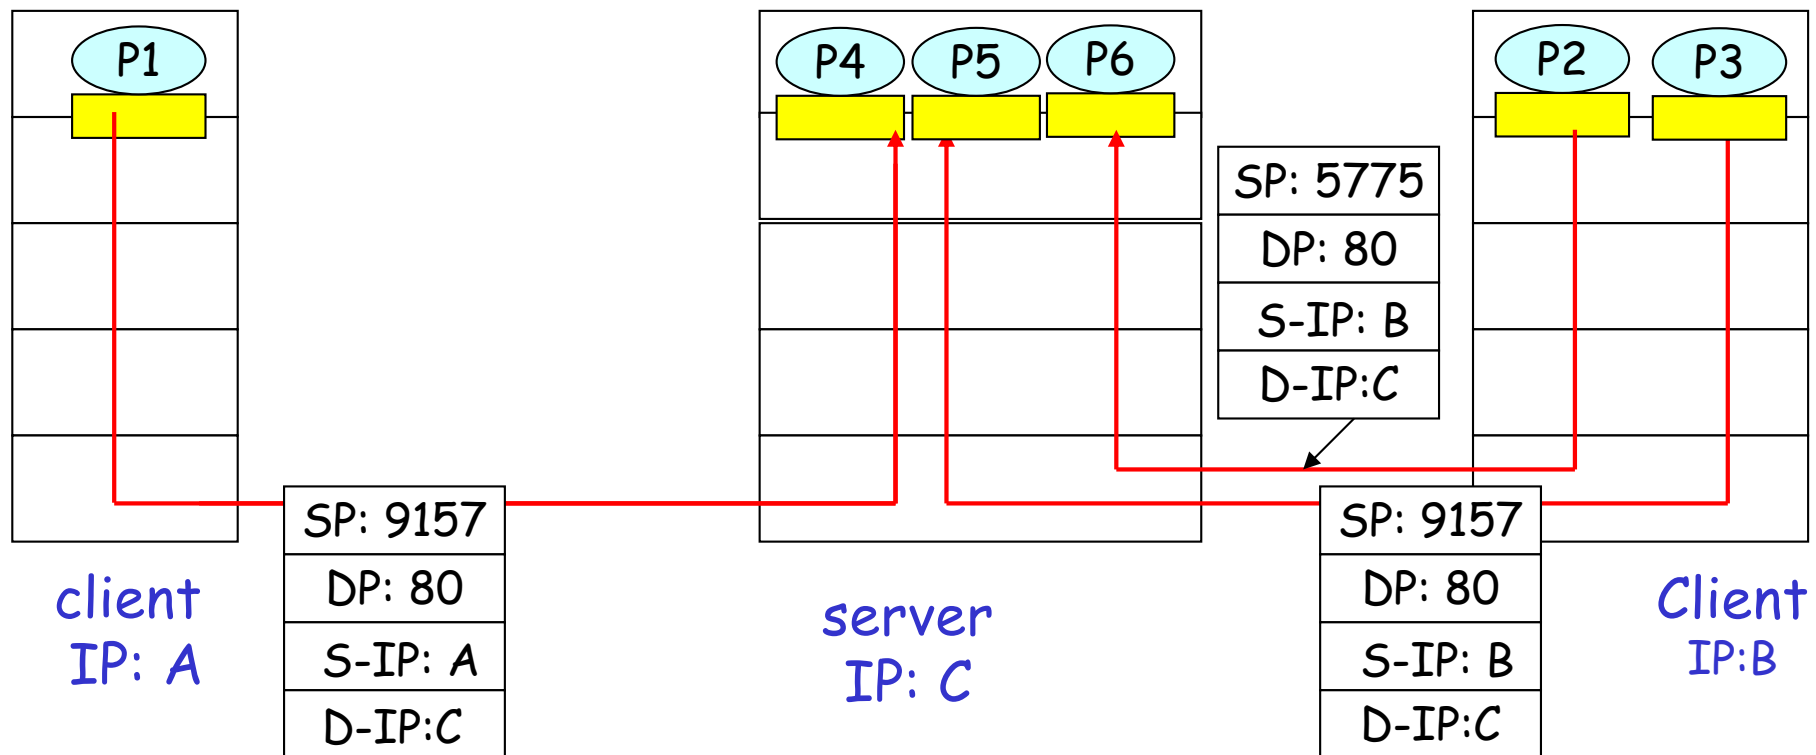 P1
P4
P5
P6
P2
P3
SP: 5775
DP: 80
S-IP: B
D-IP:C
SP: 9157
DP: 80
S-IP: A
D-IP:C
SP: 9157
DP: 80
S-IP: B
D-IP:C
client
IP: A
server
IP: C
Client
IP:B